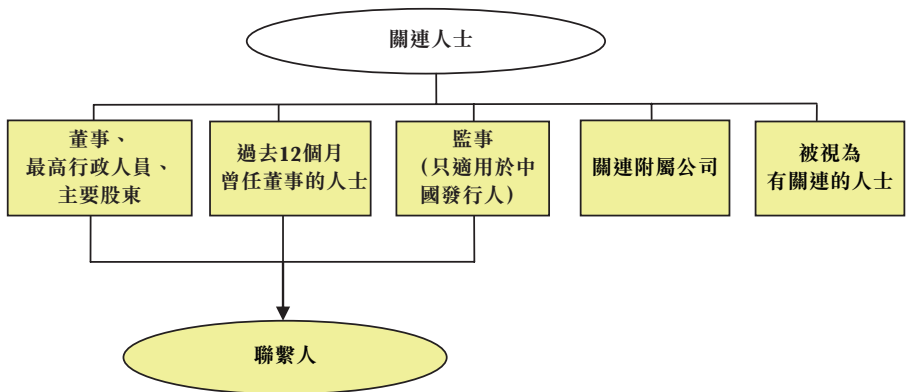 關連人士
董事、
最高行政人員、
主要股東
過去12個月
曾任董事的人士
監事
（只適用於中
國發行人）
關連附屬公司
被視為
有關連的人士
聯繫人